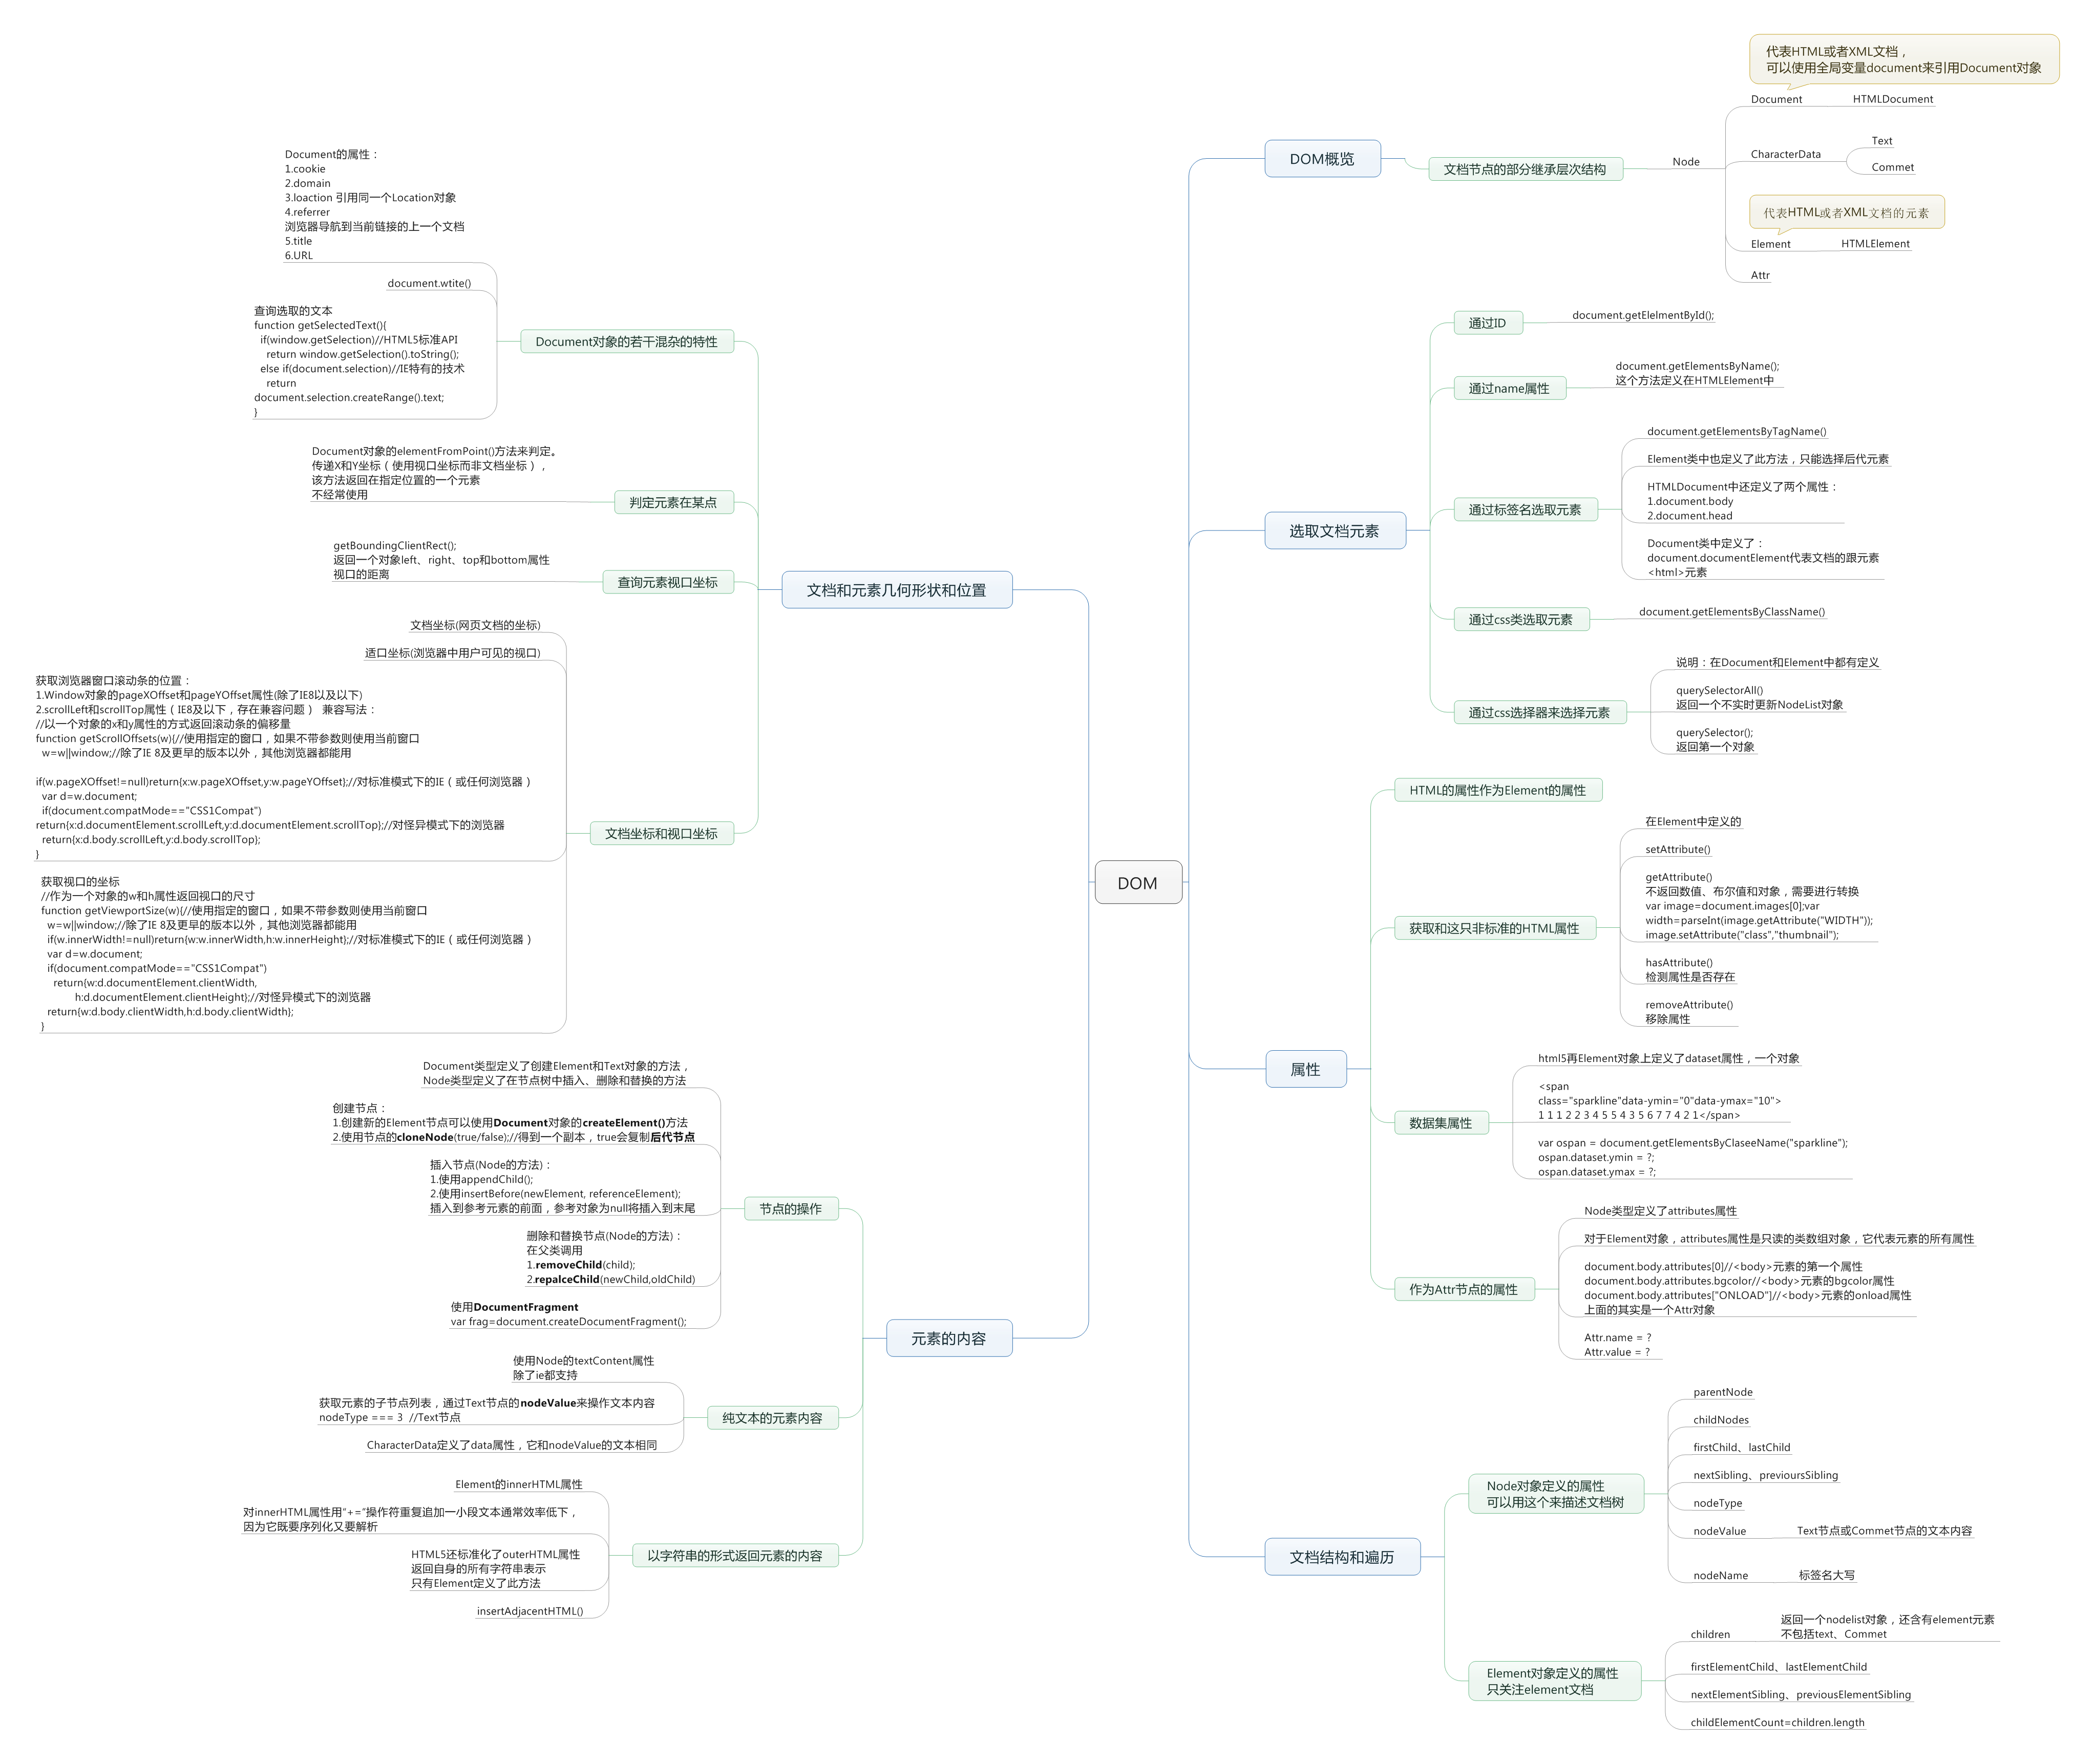 DOM
DOM概览
文档节点的部分继承层次结构
Node
代表HTML或者XML文档，
可以使用全局变量document来引用Document对象
Document
HTMLDocument
CharacterData
Text
Commet
代表HTML或者XML文档的元素
Element
HTMLElement
Attr
选取文档元素
通过ID
document.getElelmentById();
通过name属性
document.getElementsByName();
这个方法定义在HTMLElement中
通过标签名选取元素
document.getElementsByTagName()
Element类中也定义了此方法，只能选择后代元素
HTMLDocument中还定义了两个属性：
1.document.body
2.document.head
Document类中定义了：
document.documentElement代表文档的跟元素
<html>元素
通过css类选取元素
document.getElementsByClassName()
通过css选择器来选择元素
说明：在Document和Element中都有定义
querySelectorAll()
返回一个不实时更新NodeList对象
querySelector();
返回第一个对象
属性
HTML的属性作为Element的属性
获取和这只非标准的HTML属性
在Element中定义的
setAttribute()
getAttribute()
不返回数值、布尔值和对象，需要进行转换
var image=document.images[0];var
width=parseInt(image.getAttribute("WIDTH"));
image.setAttribute("class","thumbnail");
hasAttribute()
检测属性是否存在
removeAttribute()
移除属性
数据集属性
html5再Element对象上定义了dataset属性，一个对象
<span
class="sparkline"data-ymin="0"data-ymax="10">
1 1 1 2 2 3 4 5 5 4 3 5 6 7 7 4 2 1</span>
var ospan = document.getElementsByClaseeName("sparkline");
ospan.dataset.ymin = ?;
ospan.dataset.ymax = ?;
作为Attr节点的属性
Node类型定义了attributes属性
对于Element对象，attributes属性是只读的类数组对象，它代表元素的所有属性
document.body.attributes[0]//<body>元素的第一个属性
document.body.attributes.bgcolor//<body>元素的bgcolor属性
document.body.attributes["ONLOAD"]//<body>元素的onload属性
上面的其实是一个Attr对象
Attr.name = ?
Attr.value = ?
文档结构和遍历
Node对象定义的属性
可以用这个来描述文档树
parentNode
childNodes
firstChild、lastChild
nextSibling、previoursSibling
nodeType
nodeValue
Text节点或Commet节点的文本内容
nodeName
标签名大写
Element对象定义的属性
只关注element文档
children
返回一个nodelist对象，还含有element元素
不包括text、Commet
firstElementChild、lastElementChild
nextElementSibling、previousElementSibling
childElementCount=children.length
文档和元素几何形状和位置
Document对象的若干混杂的特性
Document的属性：
1.cookie
2.domain
3.loaction 引用同一个Location对象
4.referrer
浏览器导航到当前链接的上一个文档
5.title
6.URL
document.wtite()
查询选取的文本
function getSelectedText(){
if(window.getSelection)//HTML5标准API
return window.getSelection().toString();
else if(document.selection)//IE特有的技术
return
document.selection.createRange().text;
}
判定元素在某点
Document对象的elementFromPoint()方法来判定。
传递X和Y坐标（使用视口坐标而非文档坐标），
该方法返回在指定位置的一个元素
不经常使用
查询元素视口坐标
getBoundingClientRect();
返回一个对象left、right、top和bottom属性
视口的距离
文档坐标和视口坐标
文档坐标(网页文档的坐标)
适口坐标(浏览器中用户可见的视口)
获取浏览器窗口滚动条的位置：
1.Window对象的pageXOffset和pageYOffset属性(除了IE8以及以下)
2.scrollLeft和scrollTop属性（IE8及以下，存在兼容问题） 兼容写法：
//以一个对象的x和y属性的方式返回滚动条的偏移量
function getScrollOffsets(w){//使用指定的窗口，如果不带参数则使用当前窗口
w=w||window;//除了IE 8及更早的版本以外，其他浏览器都能用
if(w.pageXOffset!=null)return{x:w.pageXOffset,y:w.pageYOffset};//对标准模式下的IE（或任何浏览器）
var d=w.document;
if(document.compatMode=="CSS1Compat")
return{x:d.documentElement.scrollLeft,y:d.documentElement.scrollTop};//对怪异模式下的浏览器
return{x:d.body.scrollLeft,y:d.body.scrollTop};
}
获取视口的坐标
//作为一个对象的w和h属性返回视口的尺寸
function getViewportSize(w){//使用指定的窗口，如果不带参数则使用当前窗口
w=w||window;//除了IE 8及更早的版本以外，其他浏览器都能用
if(w.innerWidth!=null)return{w:w.innerWidth,h:w.innerHeight};//对标准模式下的IE（或任何浏览器）
var d=w.document;
if(document.compatMode=="CSS1Compat")
return{w:d.documentElement.clientWidth,
h:d.documentElement.clientHeight};//对怪异模式下的浏览器
return{w:d.body.clientWidth,h:d.body.clientWidth};
}
元素的内容
节点的操作
Document类型定义了创建Element和Text对象的方法，
Node类型定义了在节点树中插入、删除和替换的方法
创建节点：
1.创建新的Element节点可以使用Document对象的createElement()方法
2.使用节点的cloneNode(true/false);//得到一个副本，true会复制后代节点
插入节点(Node的方法)：
1.使用appendChild();
2.使用insertBefore(newElement, referenceElement);
插入到参考元素的前面，参考对象为null将插入到末尾
删除和替换节点(Node的方法)：
在父类调用
1.removeChild(child);
2.repalceChild(newChild,oldChild)
使用DocumentFragment
var frag=document.createDocumentFragment();
纯文本的元素内容
使用Node的textContent属性
除了ie都支持
获取元素的子节点列表，通过Text节点的nodeValue来操作文本内容
nodeType === 3 //Text节点
CharacterData定义了data属性，它和nodeValue的文本相同
以字符串的形式返回元素的内容
Element的innerHTML属性
对innerHTML属性用"+="操作符重复追加一小段文本通常效率低下，
因为它既要序列化又要解析
HTML5还标准化了outerHTML属性
返回自身的所有字符串表示
只有Element定义了此方法
insertAdjacentHTML()